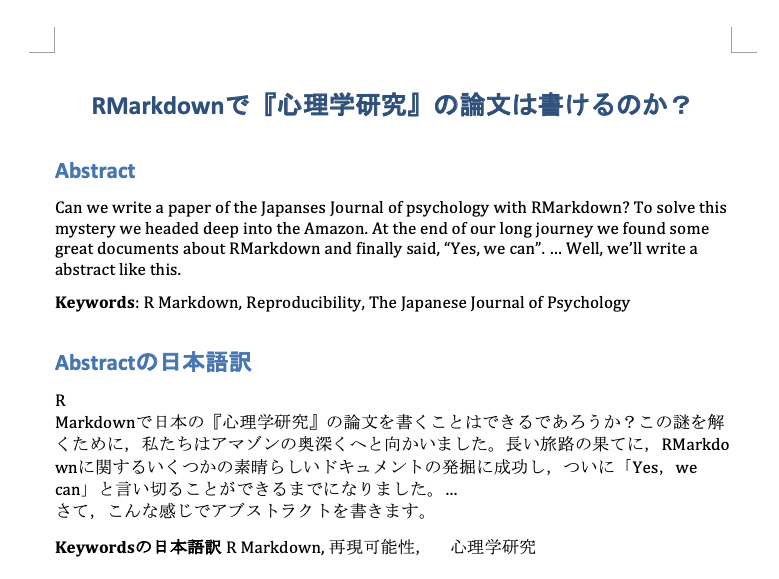 RMarkdownで『心理学研究』の論文は書けるのか？
Abstract
Can we write a paper of the Japanses Journal of psychology with RMarkdown? To solve this
mystery we headed deep into the Amazon. At the end of our long journey we found some
great documents about RMarkdown and finally said, “Yes, we can”. … Well, we’ll write a
abstract like this.
Keywords: R Markdown, Reproducibility, The Japanese Journal of Psychology
Abstractの日本語訳
R
Markdownで日本の『心理学研究』の論文を書くことはできるであろうか？この謎を解
くために，私たちはアマゾンの奥深くへと向かいました。長い旅路の果てに，RMarkdo
wnに関するいくつかの素晴らしいドキュメントの発掘に成功し，ついに「Yes，we
can」と言い切ることができるまでになりました。…
さて，こんな感じでアブストラクトを書きます。
Keywordsの日本語訳 R Markdown, 再現可能性，　心理学研究